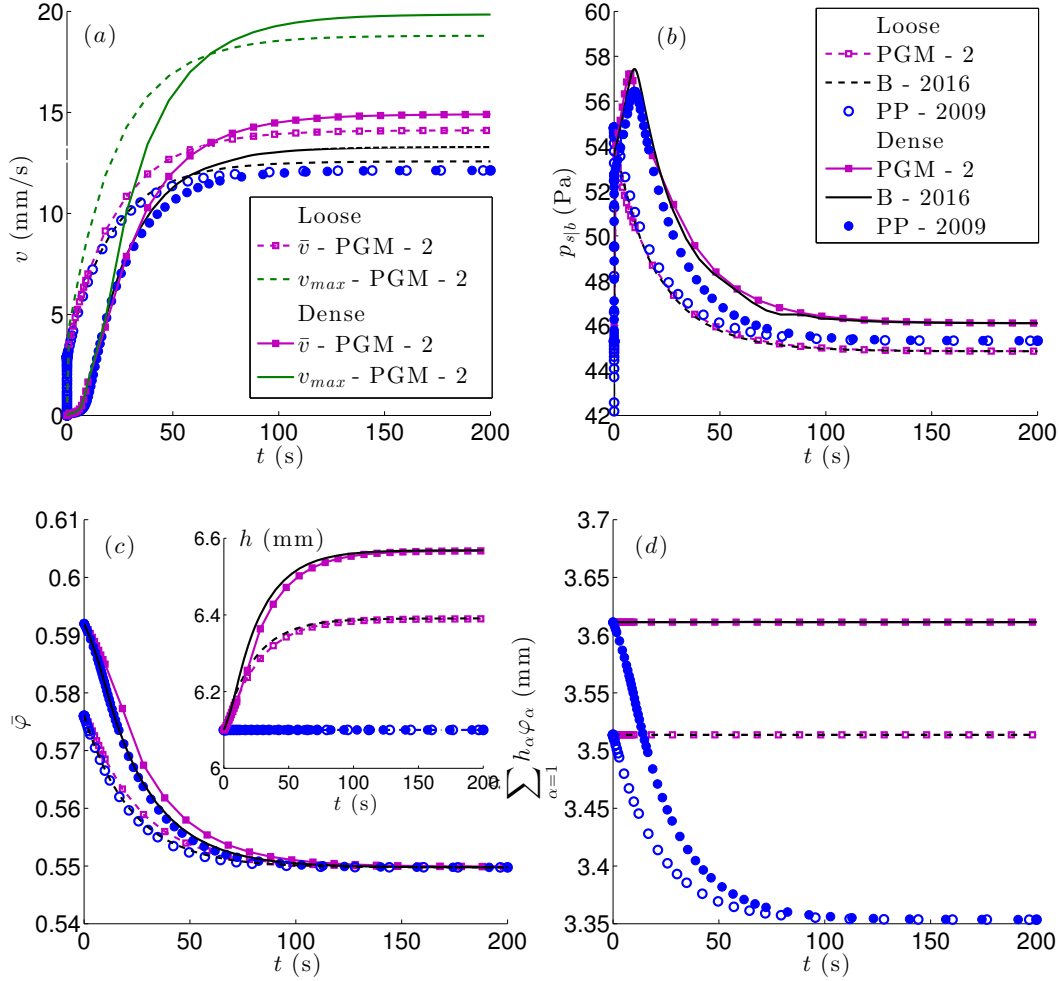 (a)
20
15
10
5
0
v (mm/s)
0 50 100 150 200
t (s)
Loose
v̄ - PGM - 2
v_max - PGM - 2
Dense
v̄ - PGM - 2
v_max - PGM - 2
(b)
60
58
56
54
52
50
48
46
44
42
p_s|b (Pa)
0 50 100 150 200
t (s)
Loose
PGM - 2
B - 2016
PP - 2009
Dense
PGM - 2
B - 2016
PP - 2009
(c)
0.61
0.6
0.59
0.58
0.57
0.56
0.55
0.54
φ̄
0 50 100 150 200
t (s)
h (mm)
6.6
6.4
6.2
6
0 50 100 150 200
t (s)
(d)
3.7
3.65
3.6
3.55
3.5
3.45
3.4
3.35
∑ h_α φ_α (mm)
α=1
0 50 100 150 200
t (s)